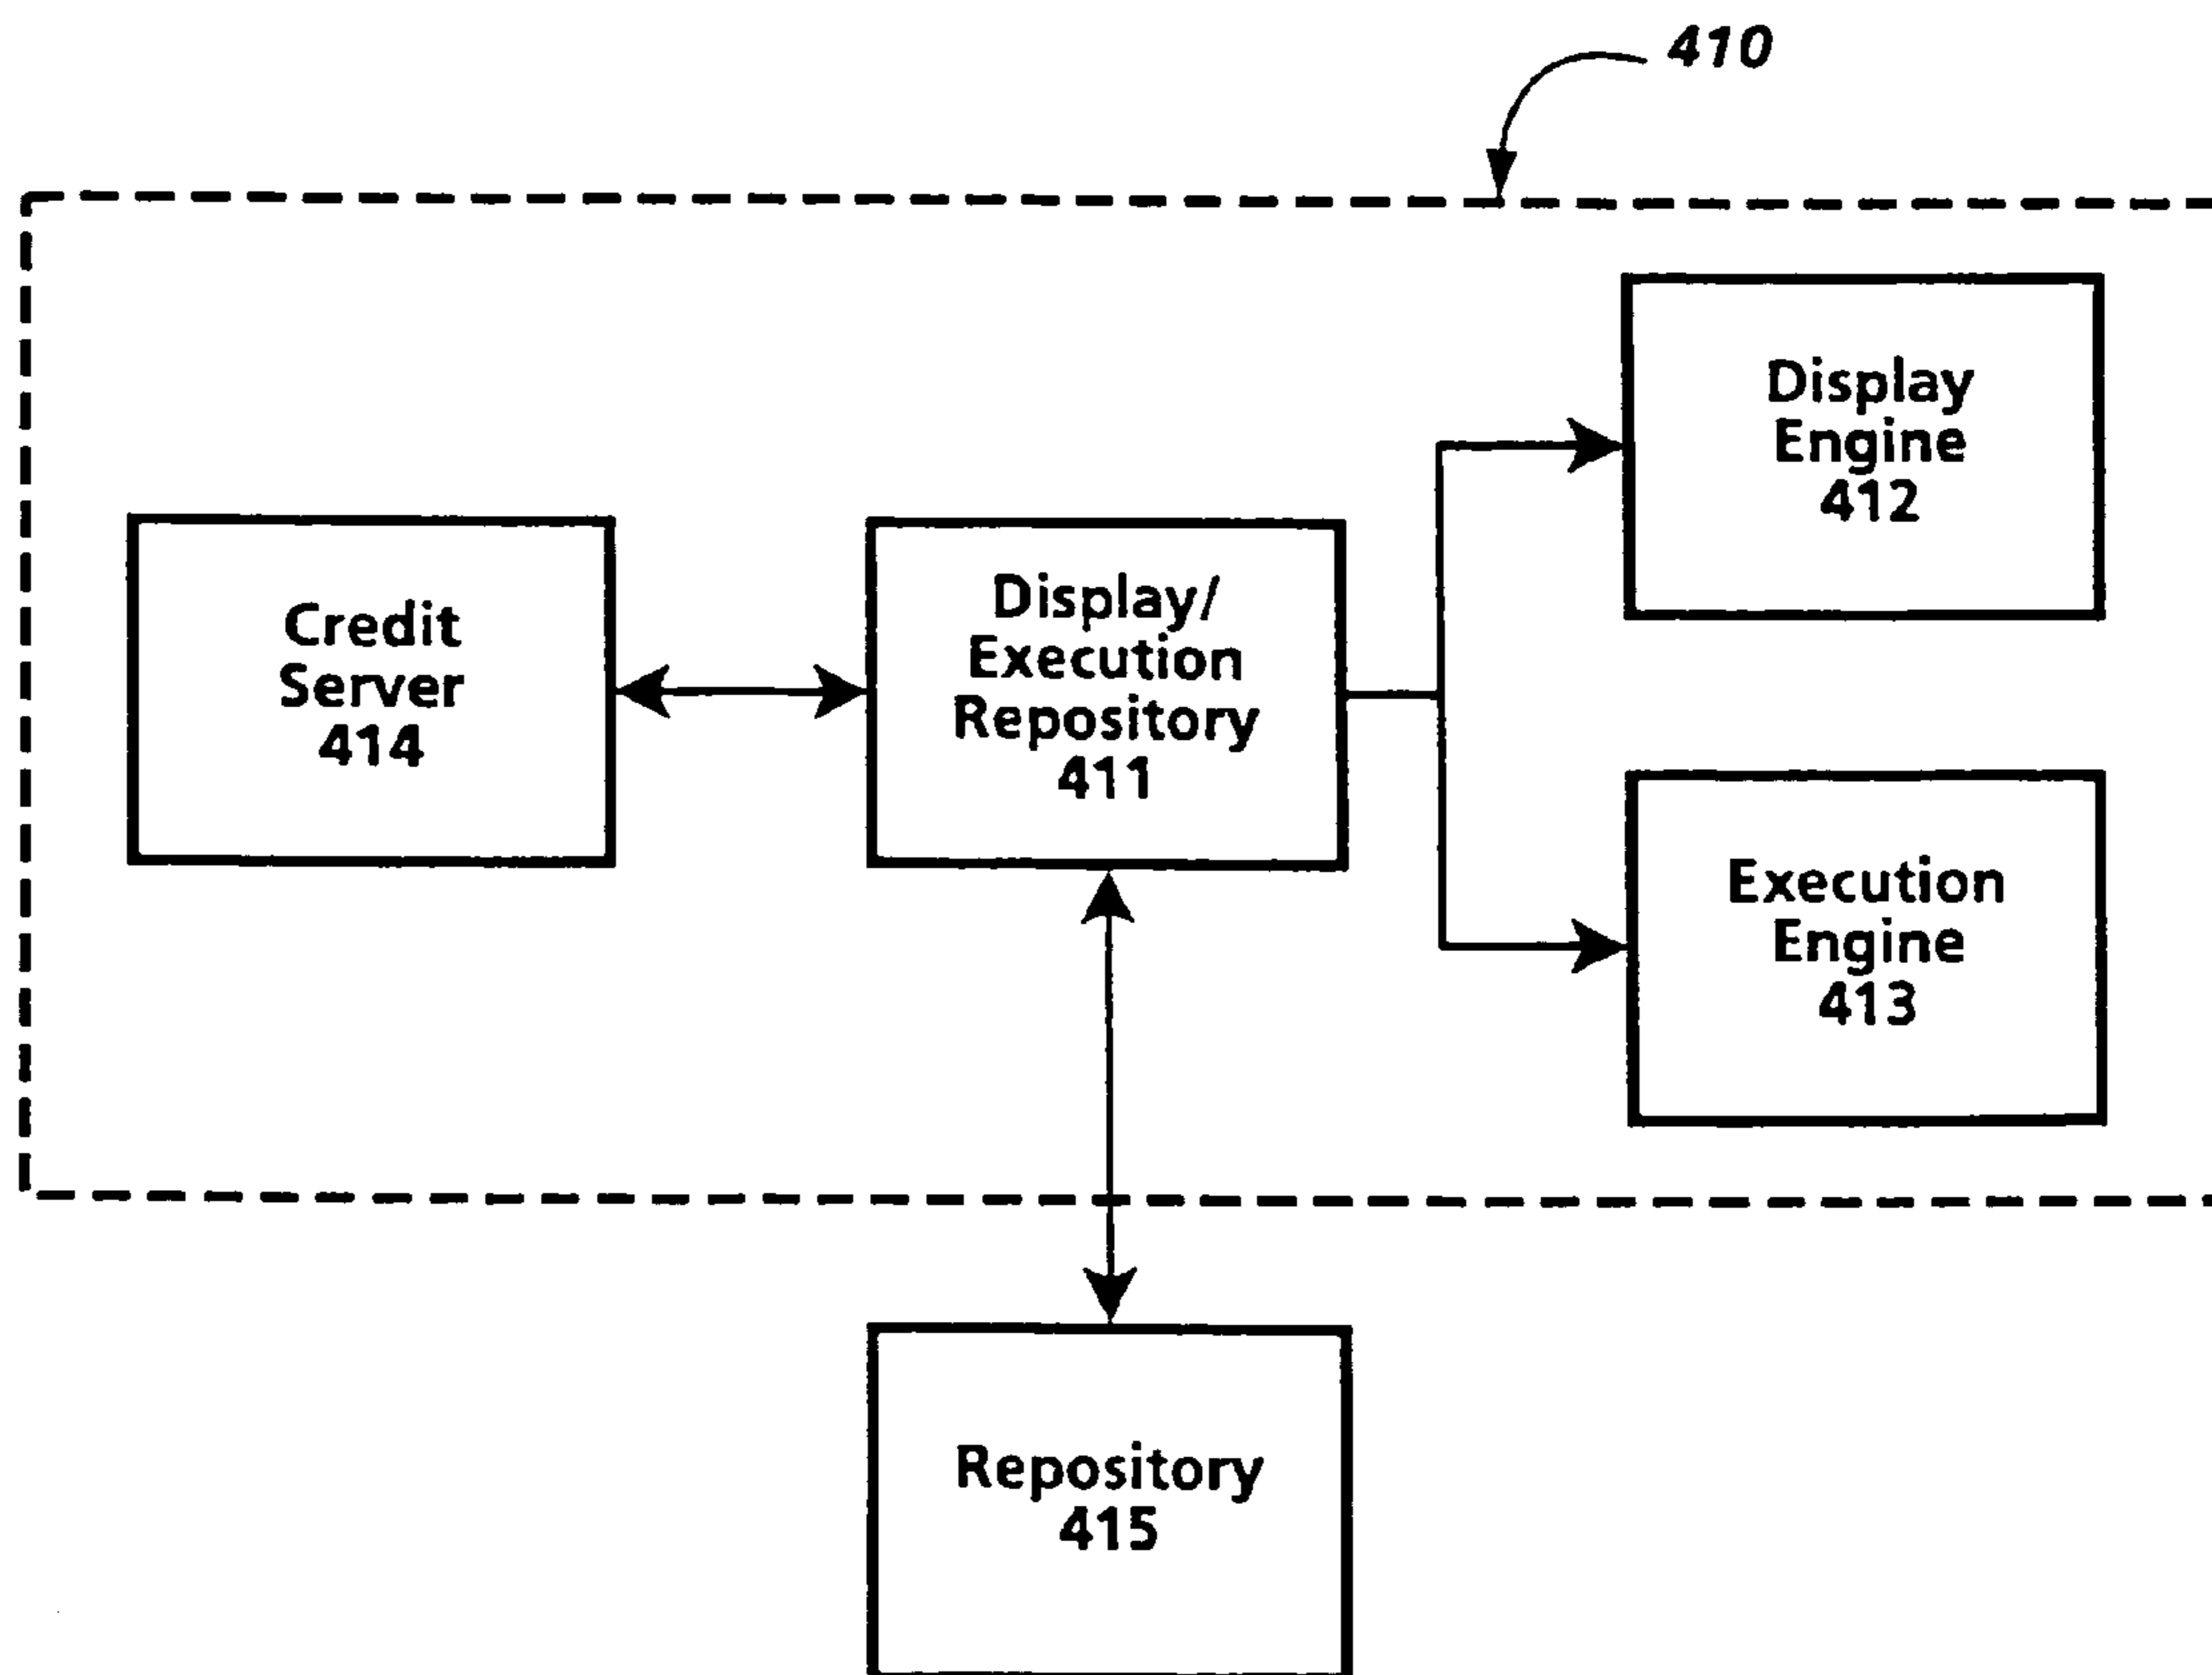 410
Display
Engine
412
Credit
Server
414
Display/
Execution
Repository
411
Execution
Engine
413
Repository
415